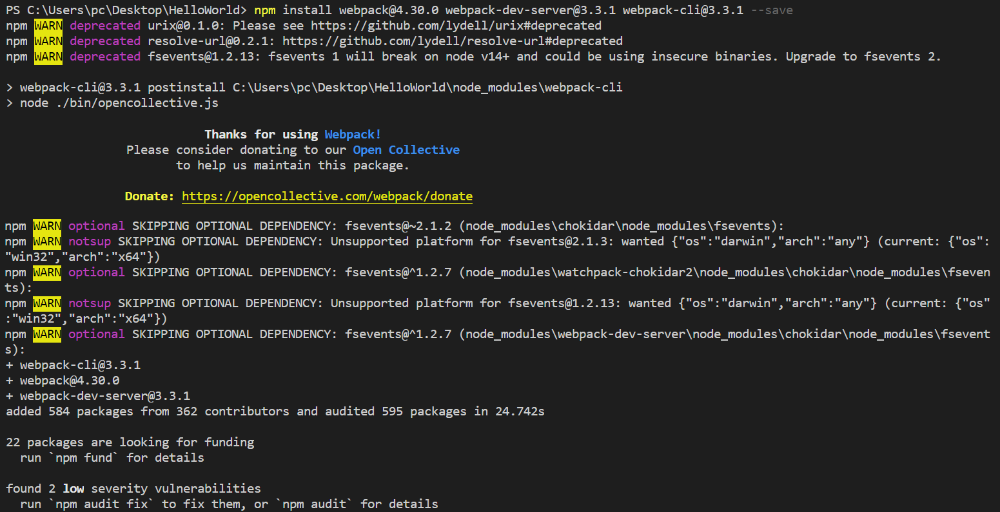 PS C:\Users\pc\Desktop\HelloWorld> npm install webpack@4.30.0 webpack-dev-server@3.3.1 webpack-cli@3.3.1 --save
npm WARN deprecated urix@0.1.0: Please see https://github.com/lydell/urix#deprecated
npm WARN deprecated resolve-url@0.2.1: https://github.com/lydell/resolve-url#deprecated
npm WARN deprecated fsevents@1.2.13: fsevents 1 will break on node v14+ and could be using insecure binaries. Upgrade to fsevents 2.
> webpack-cli@3.3.1 postinstall C:\Users\pc\Desktop\HelloWorld\node_modules\webpack-cli
> node ./bin/opencollective.js
Thanks for using Webpack!
Please consider donating to our Open Collective
to help us maintain this package.
Donate: https://opencollective.com/webpack/donate
npm WARN optional SKIPPING OPTIONAL DEPENDENCY: fsevents@~2.1.2 (node_modules\chokidar\node_modules\fsevents):
npm WARN notsup SKIPPING OPTIONAL DEPENDENCY: Unsupported platform for fsevents@2.1.3: wanted {"os":"darwin","arch":"any"} (current: {"os":
"win32","arch":"x64"})
npm WARN optional SKIPPING OPTIONAL DEPENDENCY: fsevents@^1.2.7 (node_modules\watchpack-chokidar2\node_modules\chokidar\node_modules\fseven
ts):
npm WARN notsup SKIPPING OPTIONAL DEPENDENCY: Unsupported platform for fsevents@1.2.13: wanted {"os":"darwin","arch":"any"} (current: {"os"
:"win32","arch":"x64"})
npm WARN optional SKIPPING OPTIONAL DEPENDENCY: fsevents@^1.2.7 (node_modules\webpack-dev-server\node_modules\chokidar\node_modules\fsevent
s):
+ webpack-cli@3.3.1
+ webpack@4.30.0
+ webpack-dev-server@3.3.1
added 584 packages from 362 contributors and audited 595 packages in 24.742s
22 packages are looking for funding
run `npm fund` for details
found 2 low severity vulnerabilities
run `npm audit fix` to fix them, or `npm audit` for details